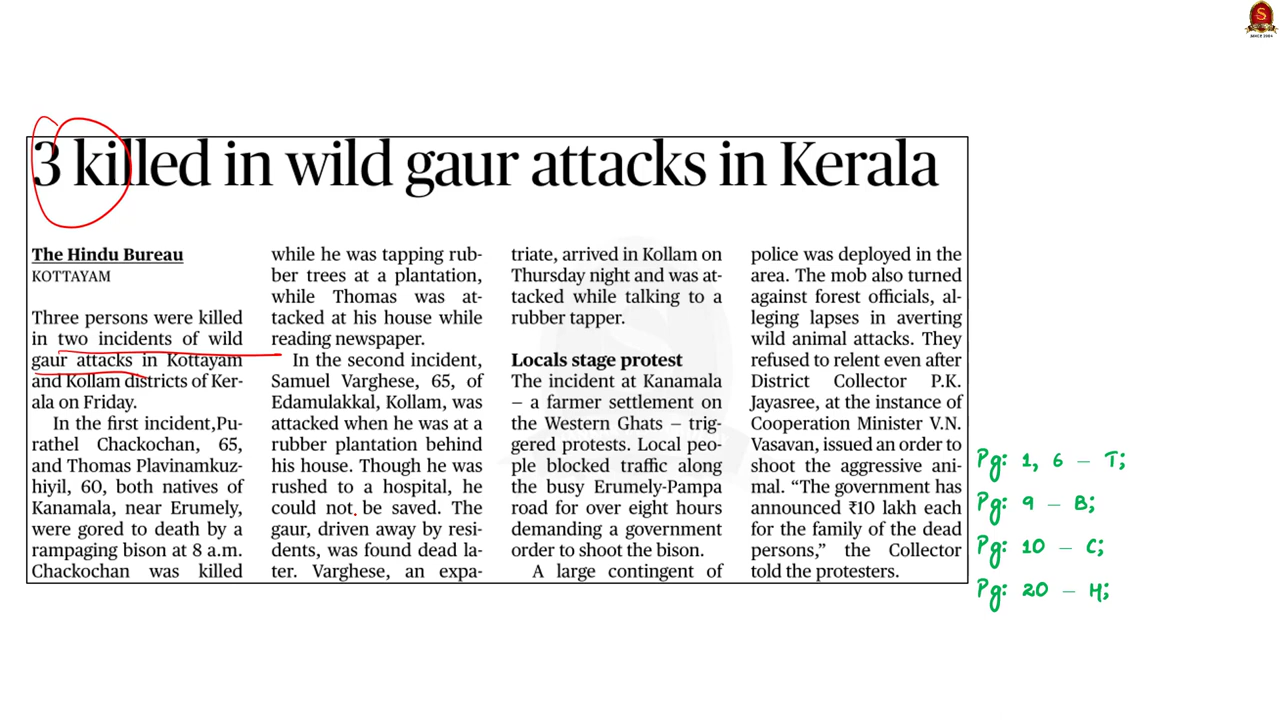 S
SINCE 2004
3 killed in wild gaur attacks in Kerala
The Hindu Bureau
KOTTAYAM
Three persons were killed
in two incidents of wild
gaur attacks in Kottayam
and Kollam districts of Ker-
ala on Friday.
In the first incident,Pu-
rathel Chackochan, 65,
and Thomas Plavinamkuz-
hiyil, 60, both natives of
Kanamala, near Erumely,
were gored to death by a
rampaging bison at 8 a.m.
Chackochan was killed
while he was tapping rub-
ber trees at a plantation,
while Thomas was at-
tacked at his house while
reading newspaper.
In the second incident,
Samuel Varghese, 65, of
Edamulakkal, Kollam, was
attacked when he was at a
rubber plantation behind
his house. Though he was
rushed to a hospital, he
could not be saved. The
gaur, driven away by resi-
dents, was found dead la-
ter. Varghese, an expa-
triate, arrived in Kollam on
Thursday night and was at-
tacked while talking to a
rubber tapper.
Locals stage protest
The incident at Kanamala
– a farmer settlement on
the Western Ghats – trig-
gered protests. Local peo-
ple blocked traffic along
the busy Erumely-Pampa
road for over eight hours
demanding a government
order to shoot the bison.
A large contingent of
police was deployed in the
area. The mob also turned
against forest officials, al-
leging lapses in averting
wild animal attacks. They
refused to relent even after
District Collector P.K.
Jayasree, at the instance of
Cooperation Minister V.N.
Vasavan, issued an order to
shoot the aggressive ani-
mal. “The government has
announced ₹10 lakh each
for the family of the dead
persons,” the Collector
told the protesters.
Pg: 1, 6 – T;
Pg: 9 – B;
Pg: 10 – C;
Pg: 20 – H;